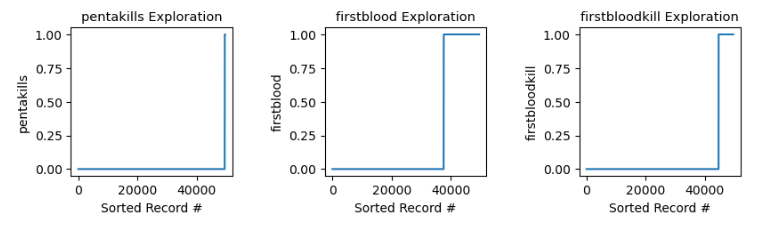 pentakills Exploration
1.00
0.75
0.50
0.25
0.00
pentakills
0 20000 40000
Sorted Record #
firstblood Exploration
1.00
0.75
0.50
0.25
0.00
firstblood
0 20000 40000
Sorted Record #
firstbloodkill Exploration
1.00
0.75
0.50
0.25
0.00
firstbloodkill
0 20000 40000
Sorted Record #